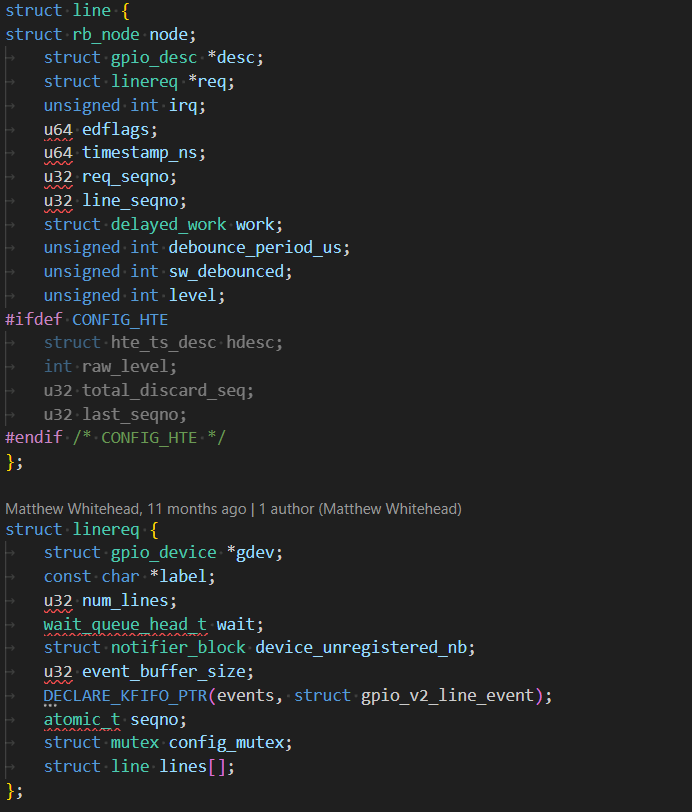 struct line {
struct rb_node node;
struct gpio_desc *desc;
struct linereq *req;
unsigned int irq;
u64 edflags;
u64 timestamp_ns;
u32 req_seqno;
u32 line_seqno;
struct delayed_work work;
unsigned int debounce_period_us;
unsigned int sw_debounced;
unsigned int level;
#ifdef CONFIG_HTE
struct hte_ts_desc hdesc;
int raw_level;
u32 total_discard_seq;
u32 last_seqno;
#endif /* CONFIG_HTE */
};
Matthew Whitehead, 11 months ago | 1 author (Matthew Whitehead)
struct linereq {
struct gpio_device *gdev;
const char *label;
u32 num_lines;
wait_queue_head_t wait;
struct notifier_block device_unregistered_nb;
u32 event_buffer_size;
DECLARE_KFIFO_PTR(events, struct gpio_v2_line_event);
atomic_t seqno;
struct mutex config_mutex;
struct line lines[];
};